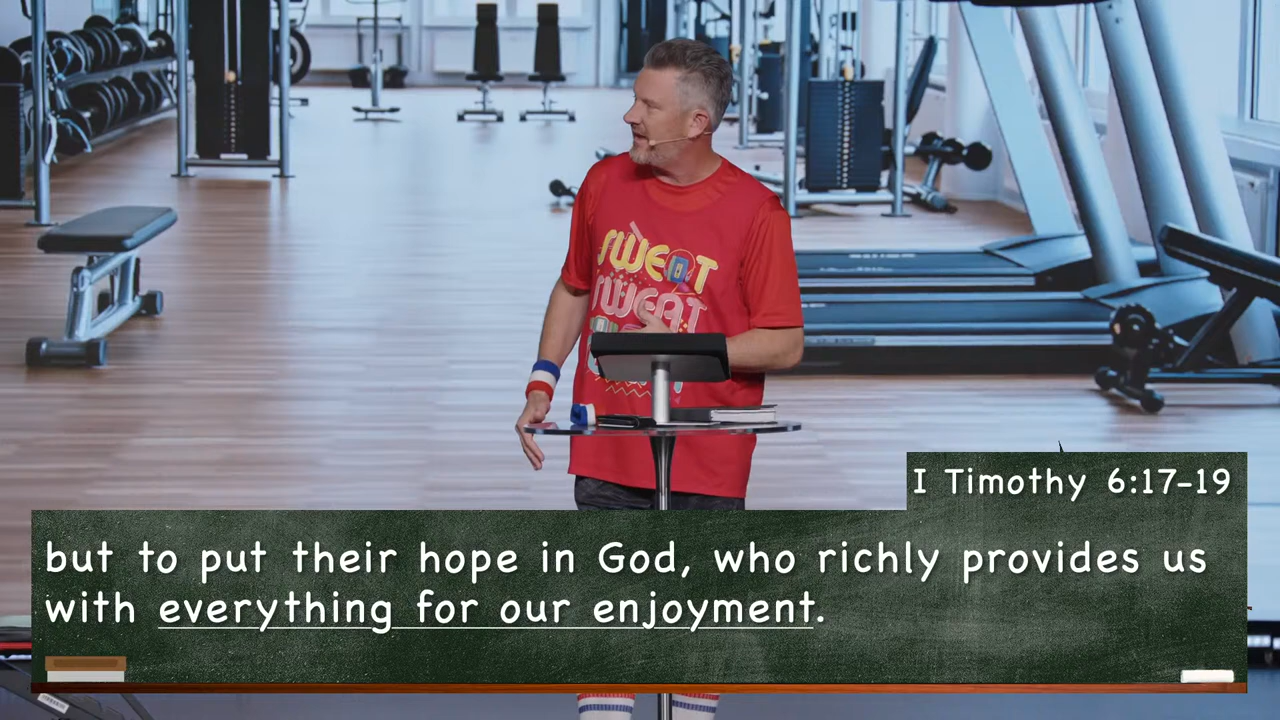 SWEAT
SWEAT
I Timothy 6:17-19
but to put their hope in God, who richly provides us
with everything for our enjoyment.